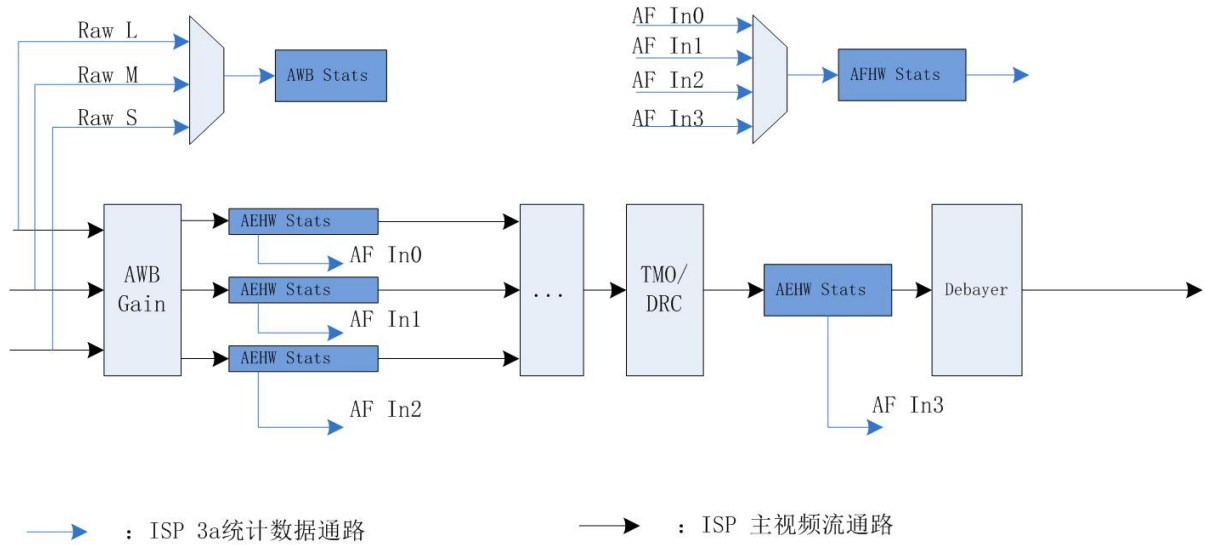 Raw L
Raw M
Raw S
AWB Stats
AF In0
AF In1
AF In2
AF In3
AFHW Stats
AWB
Gain
AEHW Stats
AF In0
AEHW Stats
AF In1
AEHW Stats
AF In2
...
TMO/
DRC
AEHW Stats
AF In3
Debayer
：ISP 3a统计数据通路
：ISP 主视频流通路